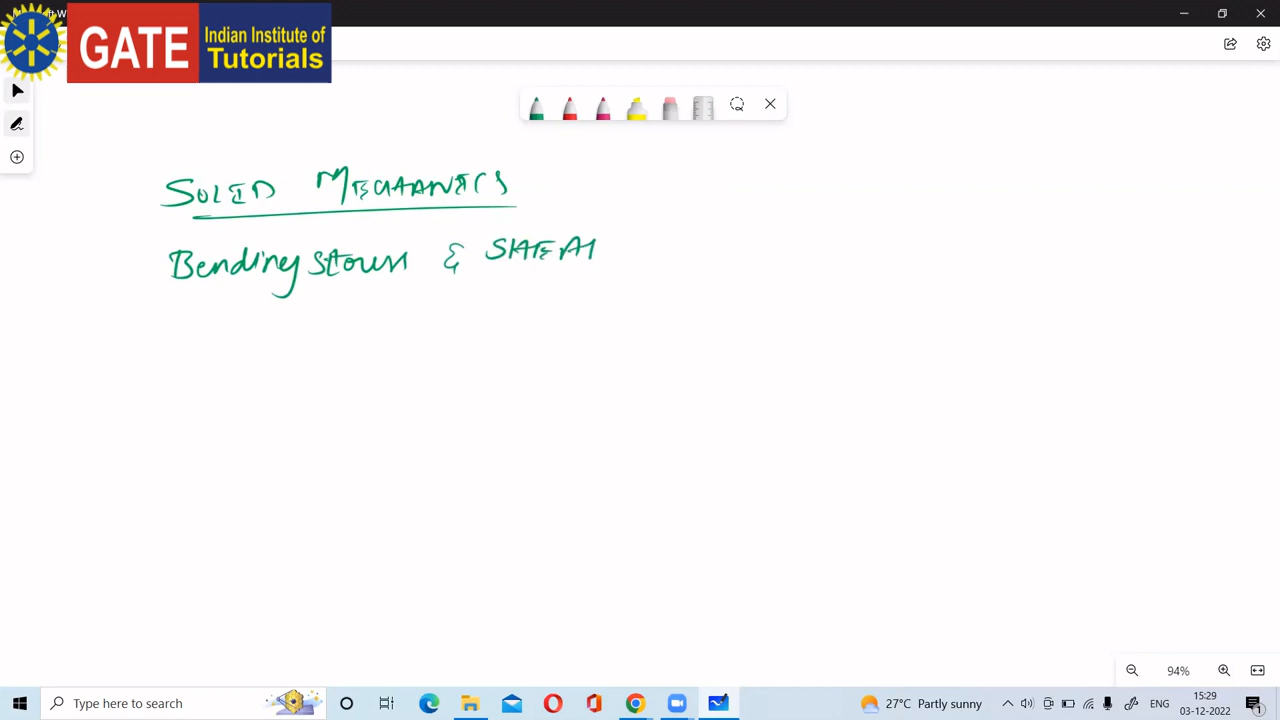 GATE
Indian Institute of
Tutorials
SOLID MECHANICS
Bending Stress & SHEAR
94%
Type here to search
27°C Partly sunny
ENG
15:29
03-12-2022
1